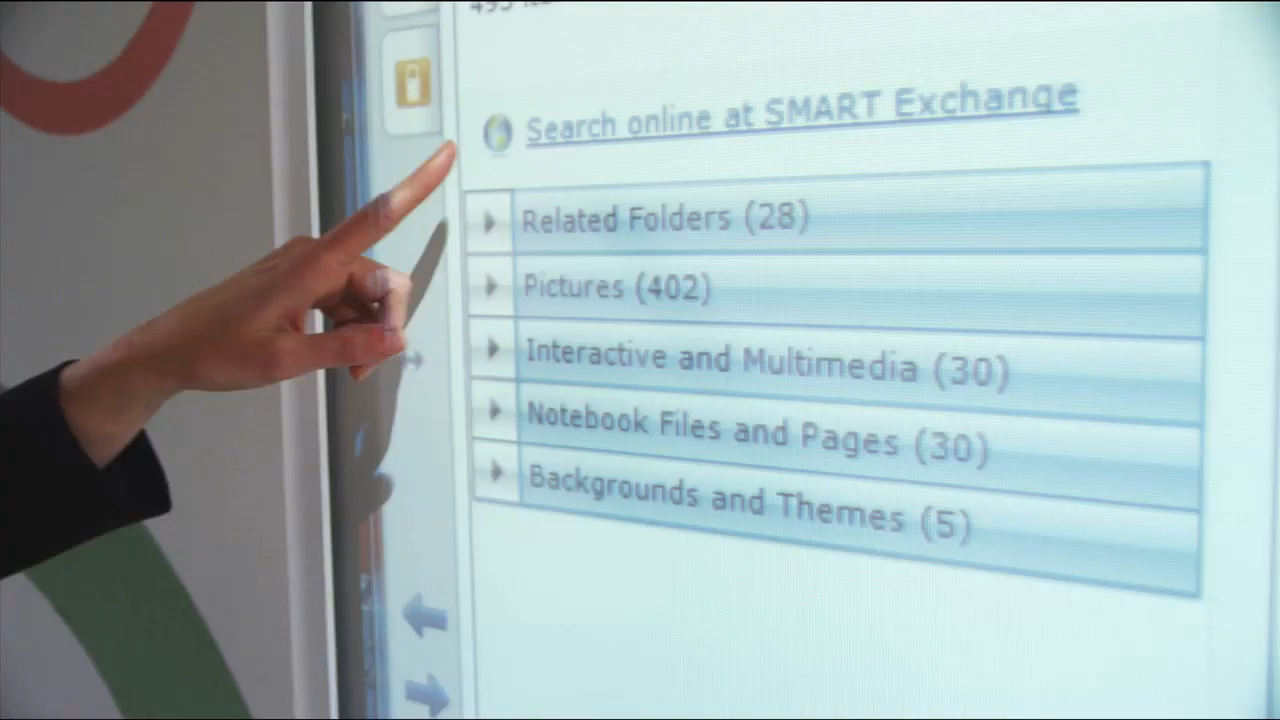 Search online at SMART Exchange
Related Folders (28)
Pictures (402)
Interactive and Multimedia (30)
Notebook Files and Pages (30)
Backgrounds and Themes (5)